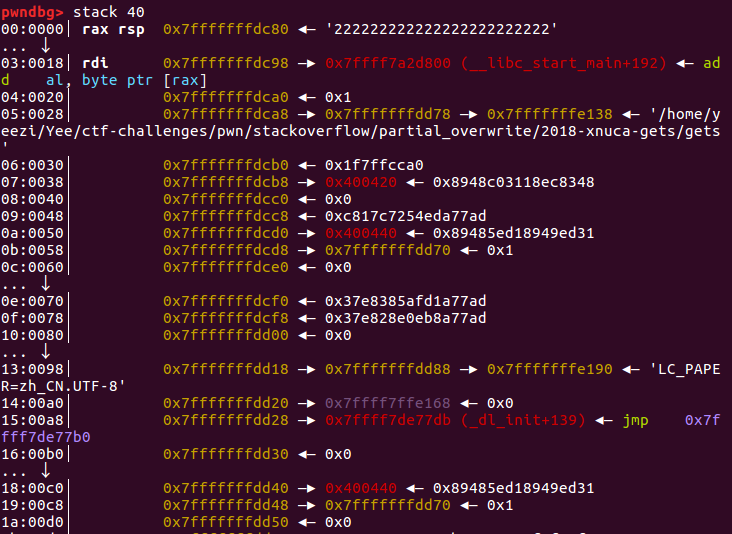 pwndbg> stack 40
00:0000│ rax rsp  0x7fffffffdc80 ◂— '222222222222222222222222'
... ↓
03:0018│ rdi      0x7fffffffdc98 —▸ 0x7ffff7a2d800 (__libc_start_main+192) ◂— ad
d    al, byte ptr [rax]
04:0020│          0x7fffffffdca0 ◂— 0x1
05:0028│          0x7fffffffdca8 —▸ 0x7fffffffdd78 —▸ 0x7fffffffe138 ◂— '/home/y
eezi/Yee/ctf-challenges/pwn/stackoverflow/partial_overwrite/2018-xnuca-gets/gets
'
06:0030│          0x7fffffffdcb0 ◂— 0x1f7ffcca0
07:0038│          0x7fffffffdcb8 —▸ 0x400420 ◂— 0x8948c03118ec8348
08:0040│          0x7fffffffdcc0 ◂— 0x0
09:0048│          0x7fffffffdcc8 ◂— 0xc817c7254eda77ad
0a:0050│          0x7fffffffdcd0 —▸ 0x400440 ◂— 0x89485ed18949ed31
0b:0058│          0x7fffffffdcd8 —▸ 0x7fffffffdd70 ◂— 0x1
0c:0060│          0x7fffffffdce0 ◂— 0x0
... ↓
0e:0070│          0x7fffffffdcf0 ◂— 0x37e8385afd1a77ad
0f:0078│          0x7fffffffdcf8 ◂— 0x37e828e0eb8a77ad
10:0080│          0x7fffffffdd00 ◂— 0x0
... ↓
13:0098│          0x7fffffffdd18 —▸ 0x7fffffffdd88 —▸ 0x7fffffffe190 ◂— 'LC_PAPE
R=zh_CN.UTF-8'
14:00a0│          0x7fffffffdd20 —▸ 0x7ffff7ffe168 ◂— 0x0
15:00a8│          0x7fffffffdd28 —▸ 0x7ffff7de77db (_dl_init+139) ◂— jmp    0x7f
fff7de77b0
16:00b0│          0x7fffffffdd30 ◂— 0x0
... ↓
18:00c0│          0x7fffffffdd40 —▸ 0x400440 ◂— 0x89485ed18949ed31
19:00c8│          0x7fffffffdd48 —▸ 0x7fffffffdd70 ◂— 0x1
1a:00d0│          0x7fffffffdd50 ◂— 0x0